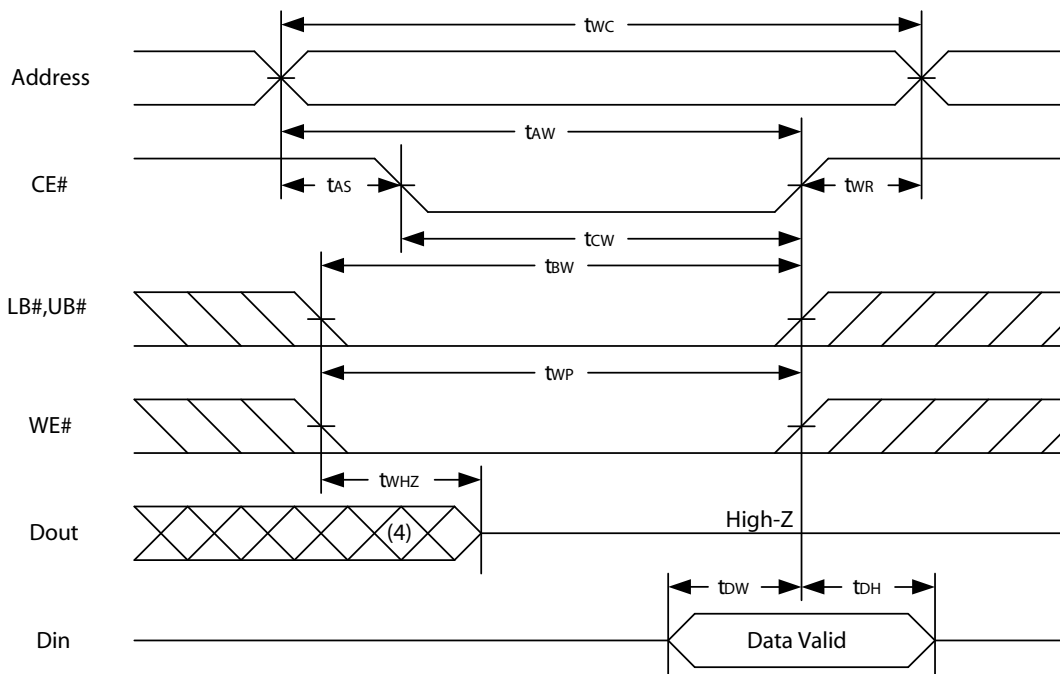 tWC
Address
tAW
CE#
tAS
tWR
tCW
tBW
LB#,UB#
tWP
WE#
tWHZ
Dout
(4)
High-Z
tDW
tDH
Din
Data Valid